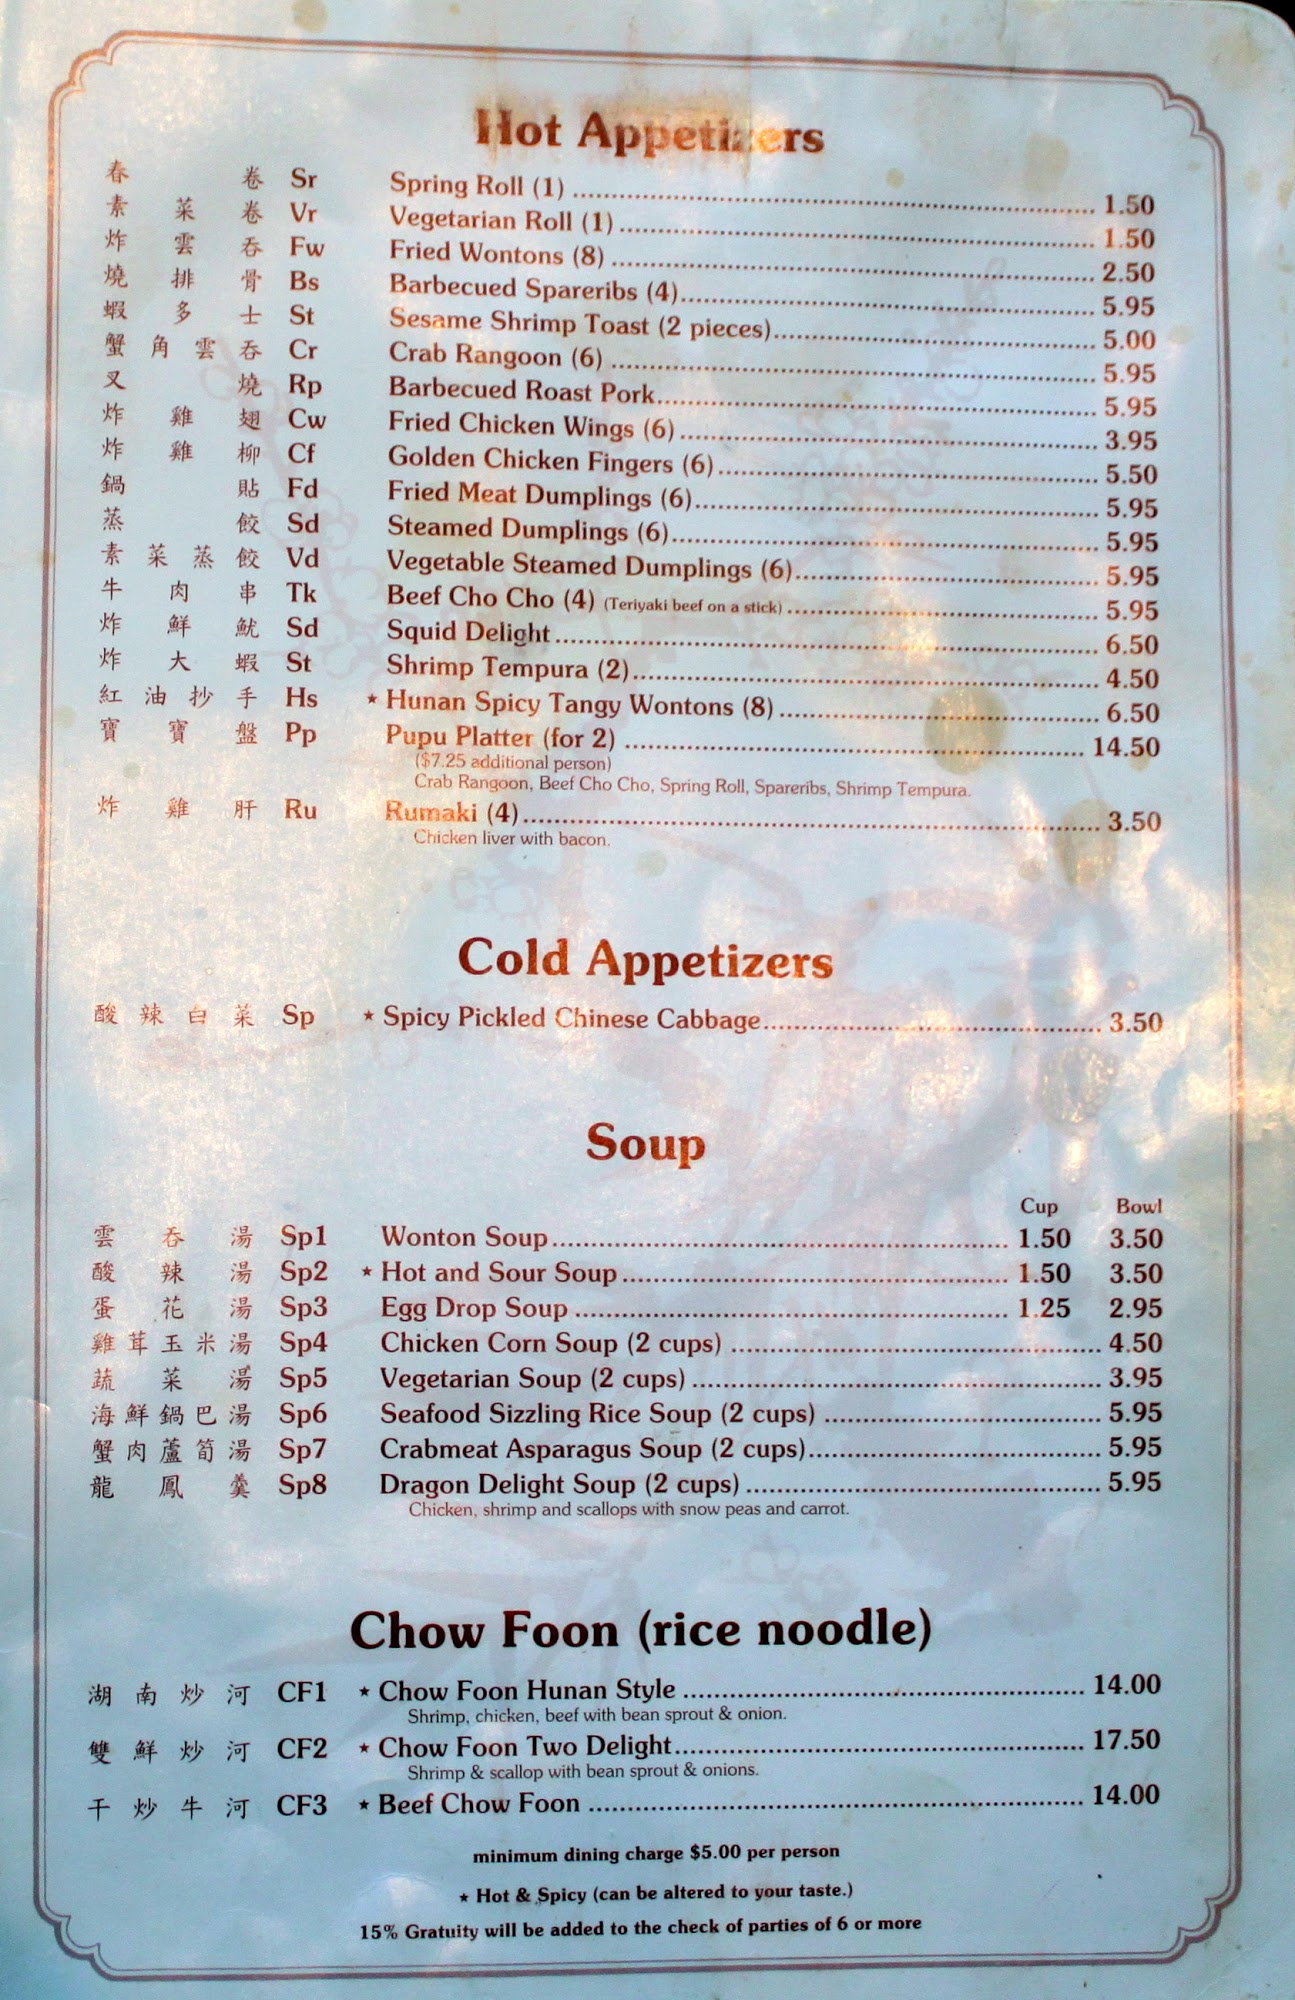 Hot Appetizers
春卷 Sr Spring Roll (1) 1.50
素菜卷 Vr Vegetarian Roll (1) 1.50
炸雲吞 Fw Fried Wontons (8) 2.50
燒排骨 Bs Barbecued Spareribs (4) 5.95
蝦多士 St Sesame Shrimp Toast (2 pieces) 5.00
蟹角雲吞 Cr Crab Rangoon (6) 5.95
叉燒 Rp Barbecued Roast Pork 5.95
炸雞翅 Cw Fried Chicken Wings (6) 3.95
炸雞柳 Cf Golden Chicken Fingers (6) 5.50
鍋貼 Fd Fried Meat Dumplings (6) 5.95
蒸餃 Sd Steamed Dumplings (6) 5.95
素菜蒸餃 Vd Vegetable Steamed Dumplings (6) 5.95
牛肉串 Tk Beef Cho Cho (4) (Teriyaki beef on a stick) 5.95
炸鮮魷 Sd Squid Delight 6.50
炸大蝦 St Shrimp Tempura (2) 4.50
紅油抄手 Hs ★ Hunan Spicy Tangy Wontons (8) 6.50
寶寶盤 Pp Pupu Platter (for 2) 14.50
($7.25 additional person)
Crab Rangoon, Beef Cho Cho, Spring Roll, Spareribs, Shrimp Tempura.
炸雞肝 Ru Rumaki (4) 3.50
Chicken liver with bacon.
Cold Appetizers
酸辣白菜 Sp ★ Spicy Pickled Chinese Cabbage 3.50
Soup
Cup Bowl
雲吞湯 Sp1 Wonton Soup 1.50 3.50
酸辣湯 Sp2 ★ Hot and Sour Soup 1.50 3.50
蛋花湯 Sp3 Egg Drop Soup 1.25 2.95
雞茸玉米湯 Sp4 Chicken Corn Soup (2 cups) 4.50
蔬菜湯 Sp5 Vegetarian Soup (2 cups) 3.95
海鮮鍋巴湯 Sp6 Seafood Sizzling Rice Soup (2 cups) 5.95
蟹肉蘆筍湯 Sp7 Crabmeat Asparagus Soup (2 cups) 5.95
龍鳳羹 Sp8 Dragon Delight Soup (2 cups) 5.95
Chicken, shrimp and scallops with snow peas and carrot.
Chow Foon (rice noodle)
湖南炒河 CF1 ★ Chow Foon Hunan Style 14.00
Shrimp, chicken, beef with bean sprout & onion.
雙鮮炒河 CF2 ★ Chow Foon Two Delight 17.50
Shrimp & scallop with bean sprout & onions.
干炒牛河 CF3 ★ Beef Chow Foon 14.00
minimum dining charge $5.00 per person
★ Hot & Spicy (can be altered to your taste.)
15% Gratuity will be added to the check of parties of 6 or more